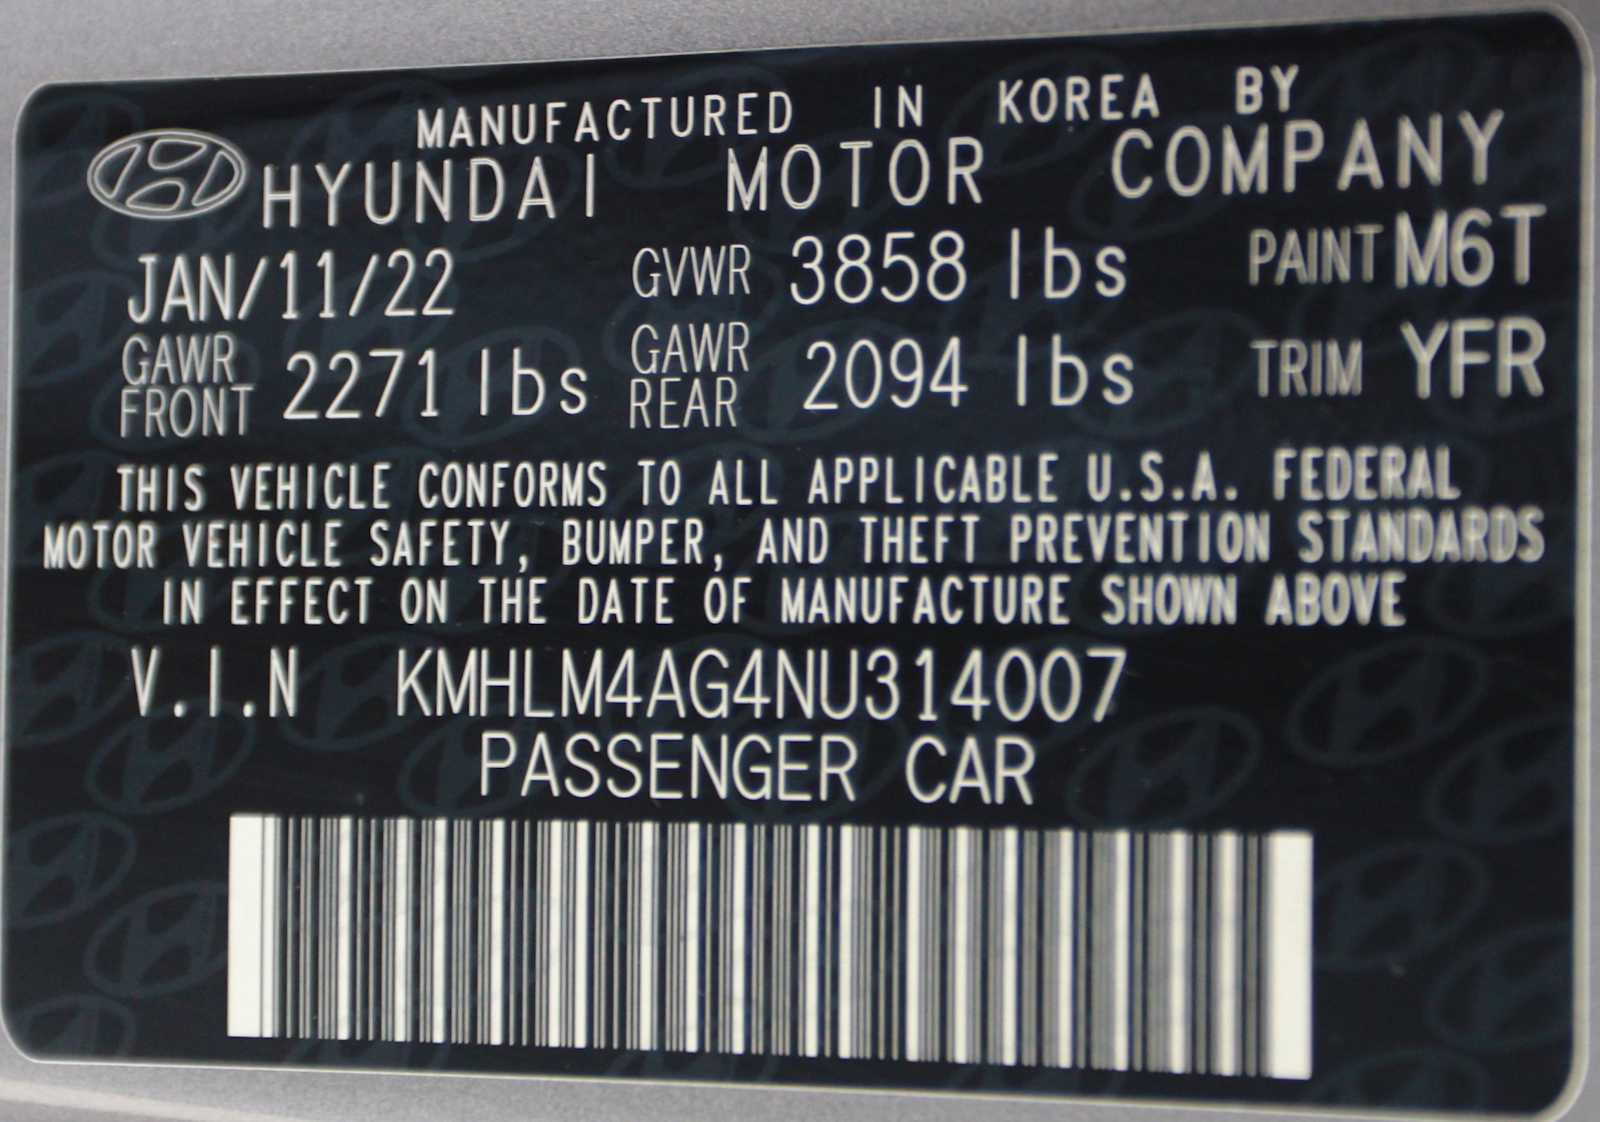 MANUFACTURED IN KOREA BY
HYUNDAI MOTOR COMPANY
JAN/11/22 GVWR 3858 lbs PAINT M6T
GAWR FRONT 2271 lbs GAWR REAR 2094 lbs TRIM YFR
THIS VEHICLE CONFORMS TO ALL APPLICABLE U.S.A. FEDERAL
MOTOR VEHICLE SAFETY, BUMPER, AND THEFT PREVENTION STANDARDS
IN EFFECT ON THE DATE OF MANUFACTURE SHOWN ABOVE
V.I.N KMHLM4AG4NU314007
PASSENGER CAR